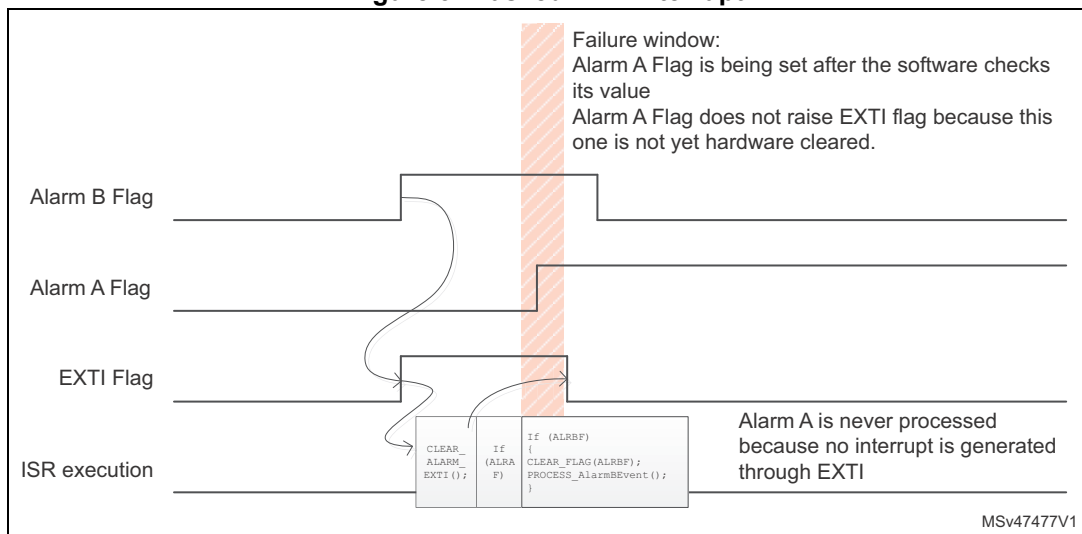 Failure window:
Alarm A Flag is being set after the software checks
its value
Alarm A Flag does not raise EXTI flag because this
one is not yet hardware cleared.
Alarm B Flag
Alarm A Flag
EXTI Flag
ISR execution
CLEAR_
ALARM_
EXTI();
If
(ALRA
F)
If (ALRBF)
{
CLEAR_FLAG(ALRBF);
PROCESS_AlarmBEvent();
}
Alarm A is never processed
because no interrupt is generated
through EXTI
MSv47477V1